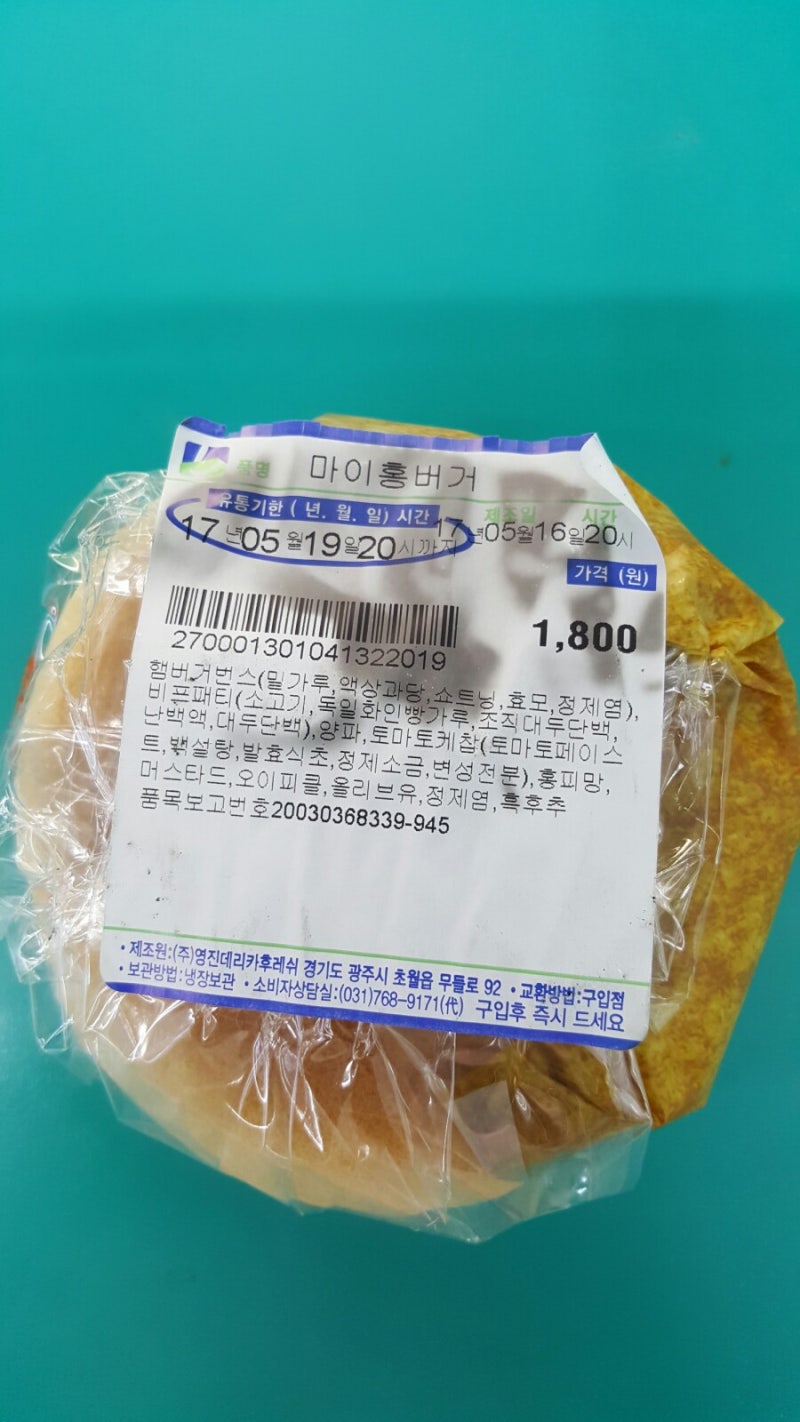 품명 마이홍버거
유통기한 (년. 월. 일) 시간 제조일 시간
17년05월19일20시까지 17년05월16일20시
가격 (원)
1,800
270001301041322019
햄버거번스(밀가루,액상과당,쇼트닝,효모,정제염),
비프패티(소고기,독일화인빵가루,조직대두단백,
난백액,대두단백),양파,토마토케찹(토마토페이스
트,백설탕,발효식초,정제소금,변성전분),홍피망,
머스타드,오이피클,올리브유,정제염,흑후추
품목보고번호20030368339-945
•제조원:(주)영진데리카후레쉬 경기도 광주시 초월읍 무들로 92 •교환방법:구입점
•보관방법:냉장보관 •소비자상담실:(031)768-9171(代) 구입후 즉시 드세요